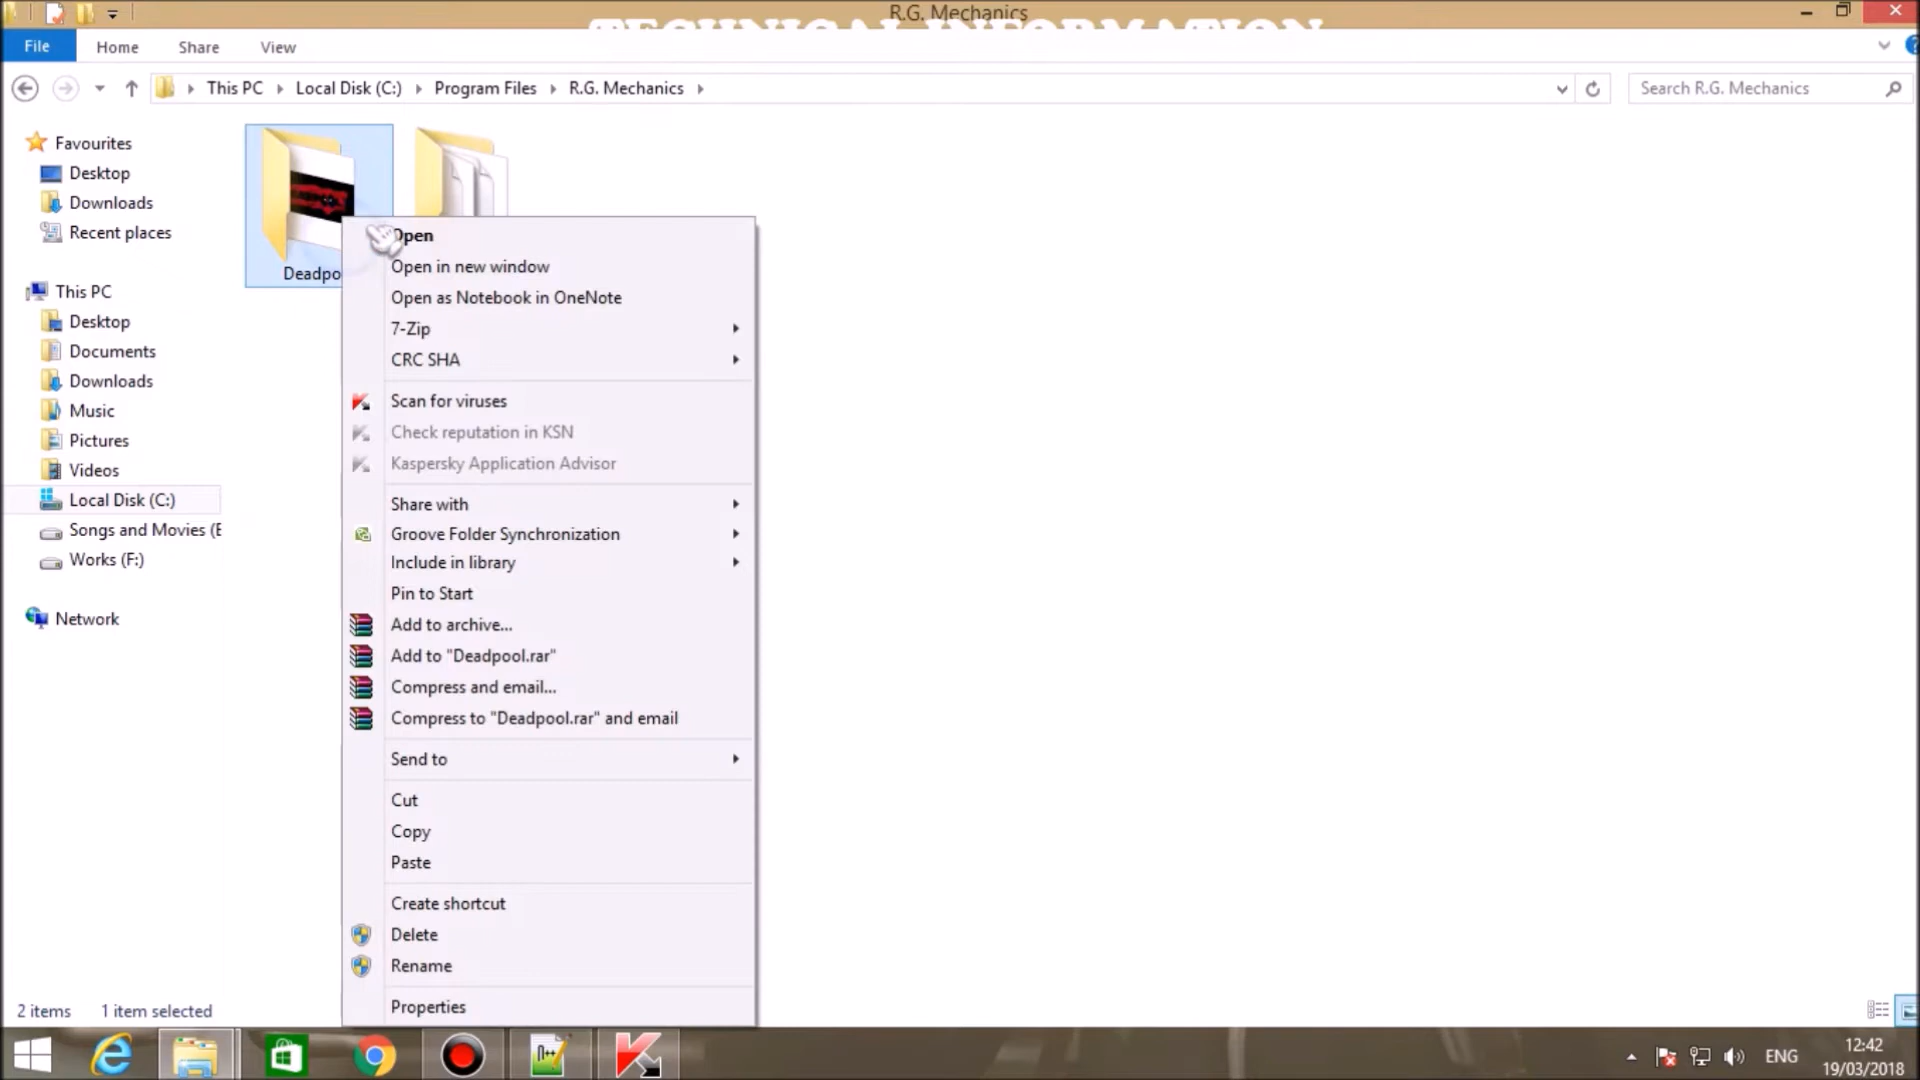 R.G. Mechanics
TECHNICAL INFORMATION
File Home Share View
This PC Local Disk (C:) Program Files R.G. Mechanics
Search R.G. Mechanics
Favourites
Desktop
Downloads
Recent places
This PC
Desktop
Documents
Downloads
Music
Pictures
Videos
Local Disk (C:)
Songs and Movies (E
Works (F:)
Network
Deadpo
Open
Open in new window
Open as Notebook in OneNote
7-Zip
CRC SHA
Scan for viruses
Check reputation in KSN
Kaspersky Application Advisor
Share with
Groove Folder Synchronization
Include in library
Pin to Start
Add to archive...
Add to "Deadpool.rar"
Compress and email...
Compress to "Deadpool.rar" and email
Send to
Cut
Copy
Paste
Create shortcut
Delete
Rename
Properties
2 items 1 item selected
ENG
12:42
19/03/2018